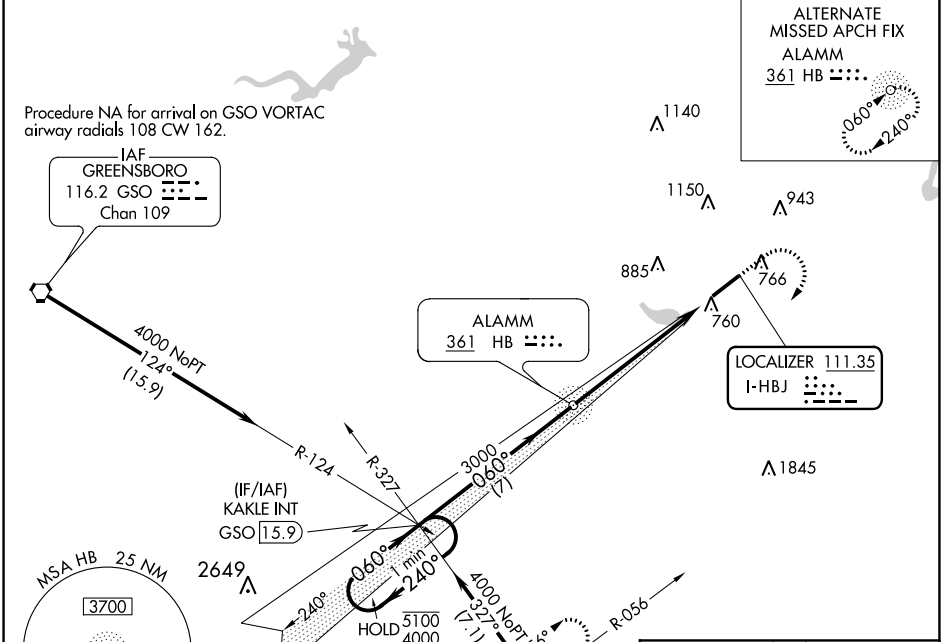 ALTERNATE
MISSED APCH FIX
ALAMM
361 HB
060°
240°
Procedure NA for arrival on GSO VORTAC
airway radials 108 CW 162.
IAF
GREENSBORO
116.2 GSO
Chan 109
1140
1150
943
885
766
760
ALAMM
361 HB
LOCALIZER 111.35
I-HBJ
4000 NoPT
124°
(15.9)
R-124
R-327
3000
060°
(7)
1845
(IF/IAF)
KAKLE INT
GSO 15.9
060°
1 min
240°
MSA HB 25 NM
3700
2649
240°
HOLD 5100
4000
4000 NoPT
327°
(7.1)
R-056